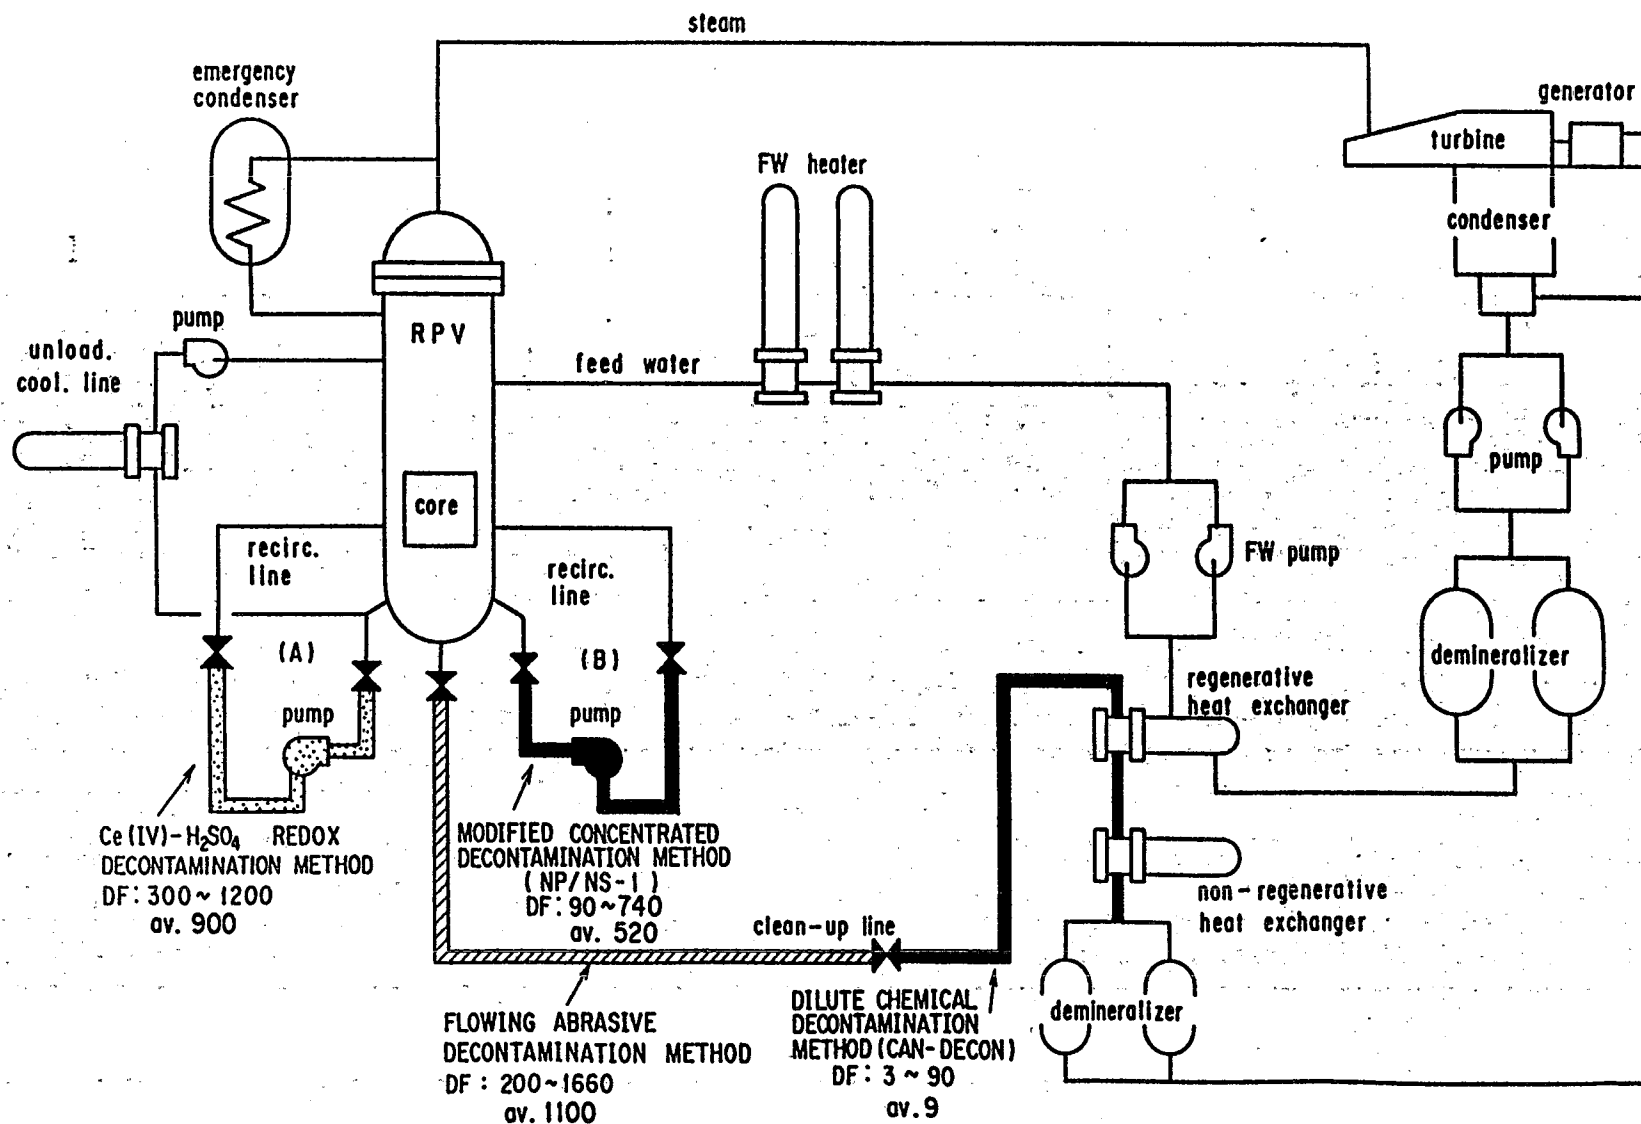 steam
emergency
condenser
generator
turbine
FW heater
condenser
pump
RPV
unload.
cool. line
feed water
pump
core
recirc.
line
recirc.
line
FW pump
(A)
(B)
demineralizer
regenerative
heat exchanger
pump
pump
Ce(IV)-H₂SO₄ REDOX
DECONTAMINATION METHOD
DF: 300~1200
av. 900
MODIFIED CONCENTRATED
DECONTAMINATION METHOD
(NP/NS-1)
DF: 90~740
av. 520
non-regenerative
heat exchanger
clean-up line
FLOWING ABRASIVE
DECONTAMINATION METHOD
DF: 200~1660
av. 1100
DILUTE CHEMICAL
DECONTAMINATION
METHOD (CAN-DECON)
DF: 3~90
av. 9
demineralizer